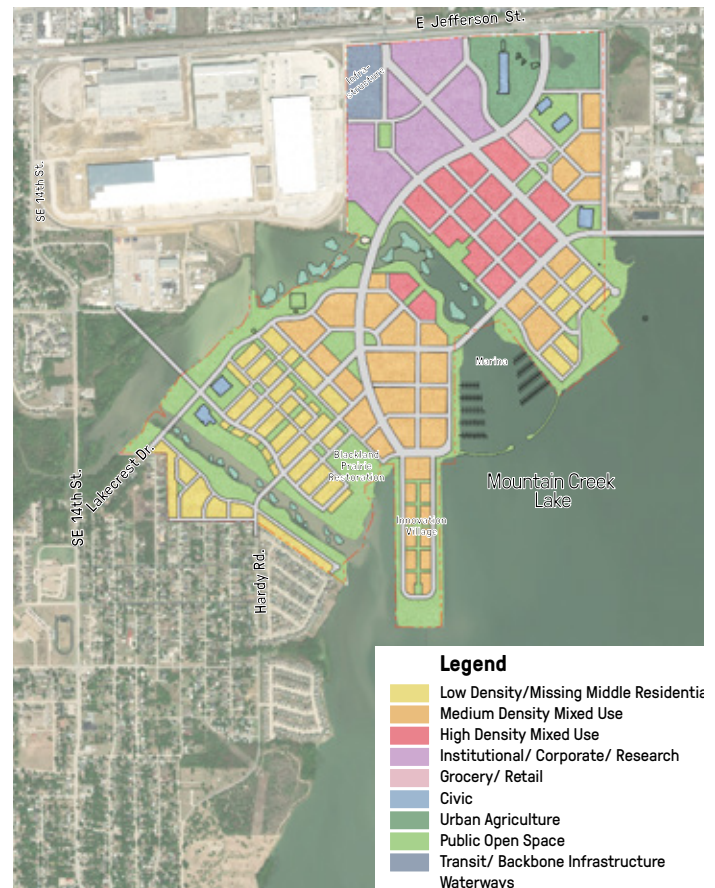 E Jefferson St.
Infra-
structure
SE 14th St.
Marina
Blackland
Prairie
Restoration
Lakecrest Dr.
SE 14th St.
Mountain Creek
Lake
Innovation
Village
Hardy Rd.
Legend
Low Density/Missing Middle Residentia
Medium Density Mixed Use
High Density Mixed Use
Institutional/ Corporate/ Research
Grocery/ Retail
Civic
Urban Agriculture
Public Open Space
Transit/ Backbone Infrastructure
Waterways